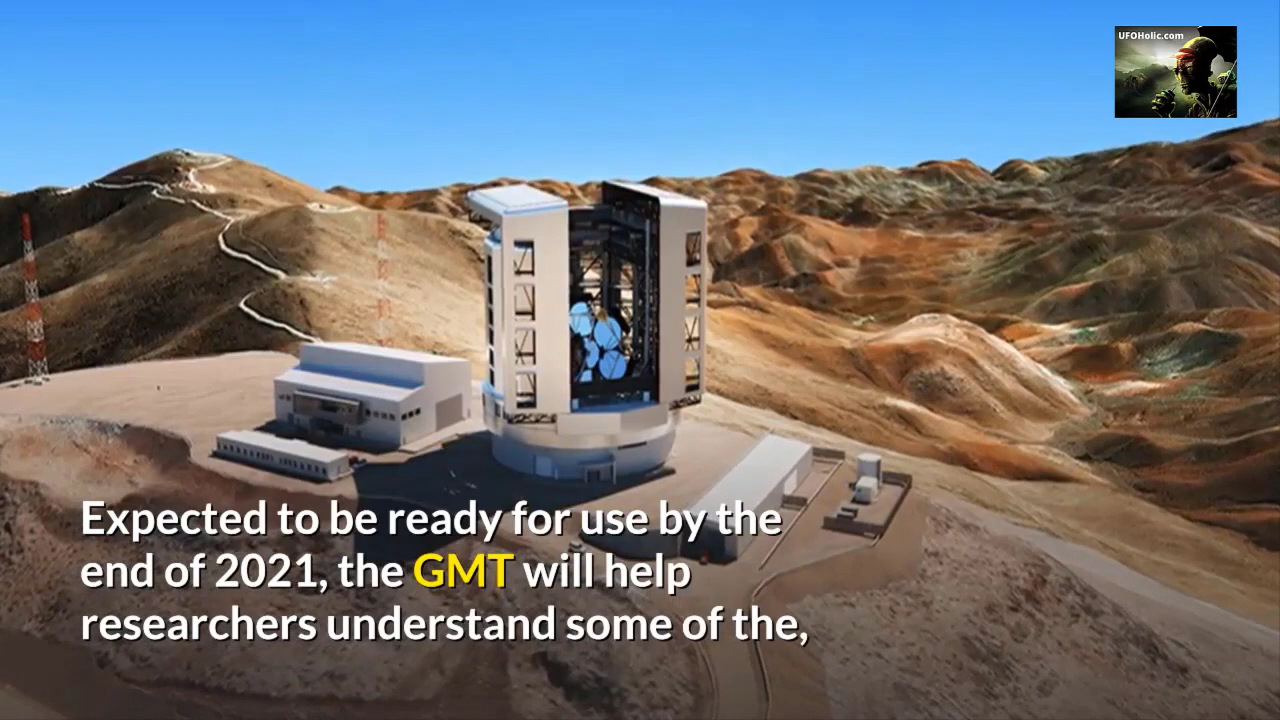 UFOHolic.com
Expected to be ready for use by the
end of 2021, the GMT will help
researchers understand some of the,